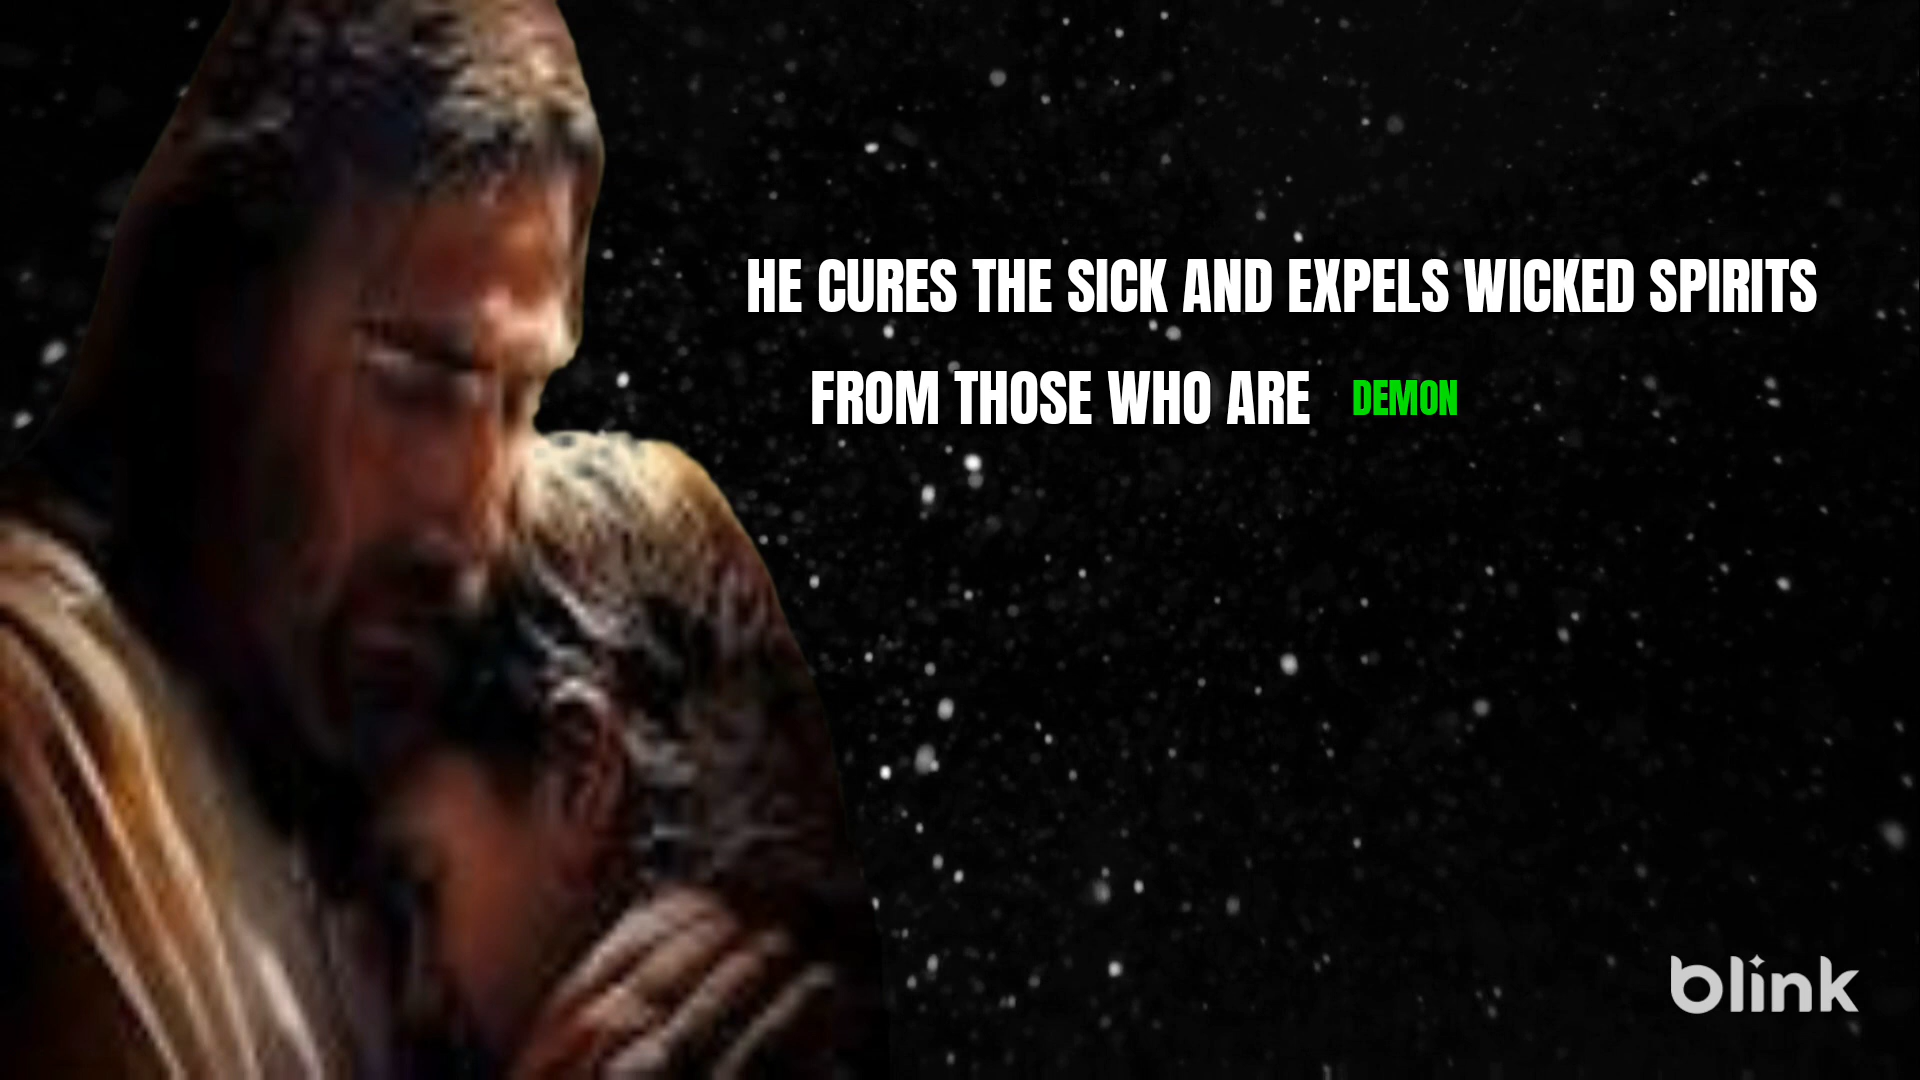 HE CURES THE SICK AND EXPELS WICKED SPIRITS
FROM THOSE WHO ARE DEMON
blink